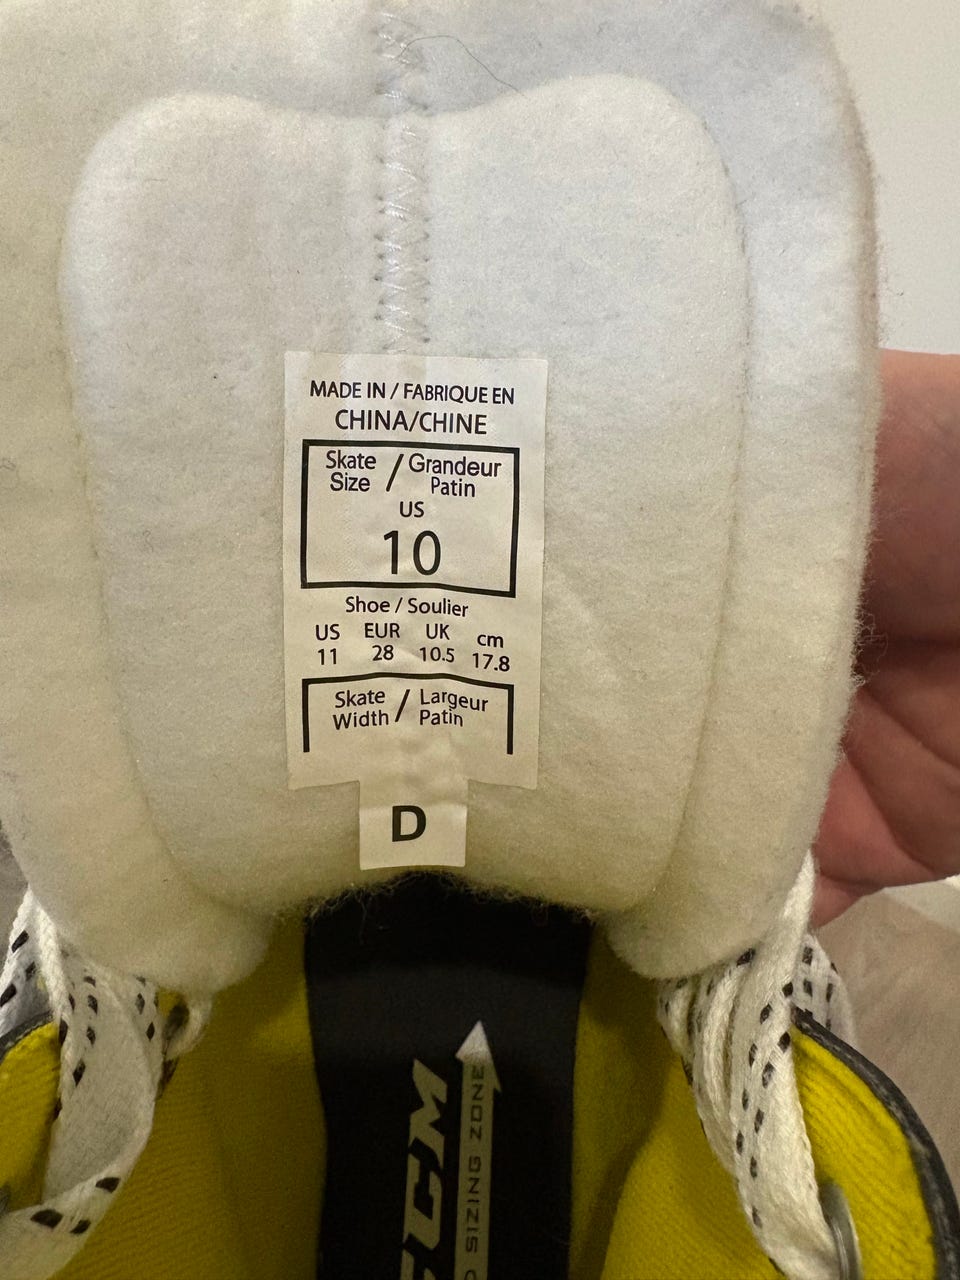 MADE IN / FABRIQUE EN
CHINA/CHINE
Skate Size / Grandeur Patin
US
10
Shoe / Soulier
US EUR UK cm
11 28 10.5 17.8
Skate Width / Largeur Patin
D
CCM
SIZING ZONE